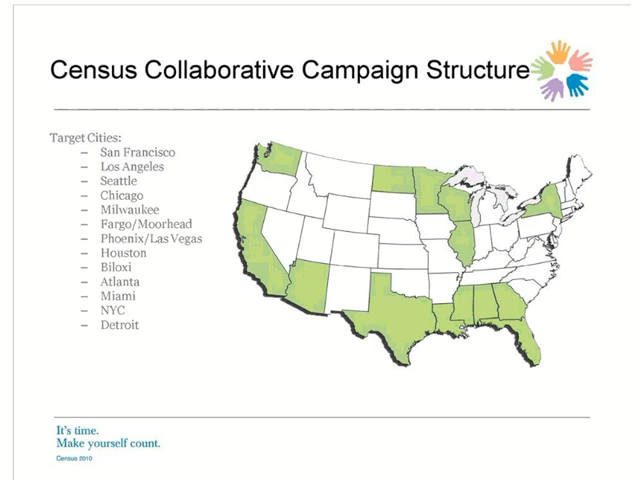 Census Collaborative Campaign Structure
Target Cities:
– San Francisco
– Los Angeles
– Seattle
– Chicago
– Milwaukee
– Fargo/Moorhead
– Phoenix/Las Vegas
– Houston
– Biloxi
– Atlanta
– Miami
– NYC
– Detroit
It's time.
Make yourself count.
Census 2010